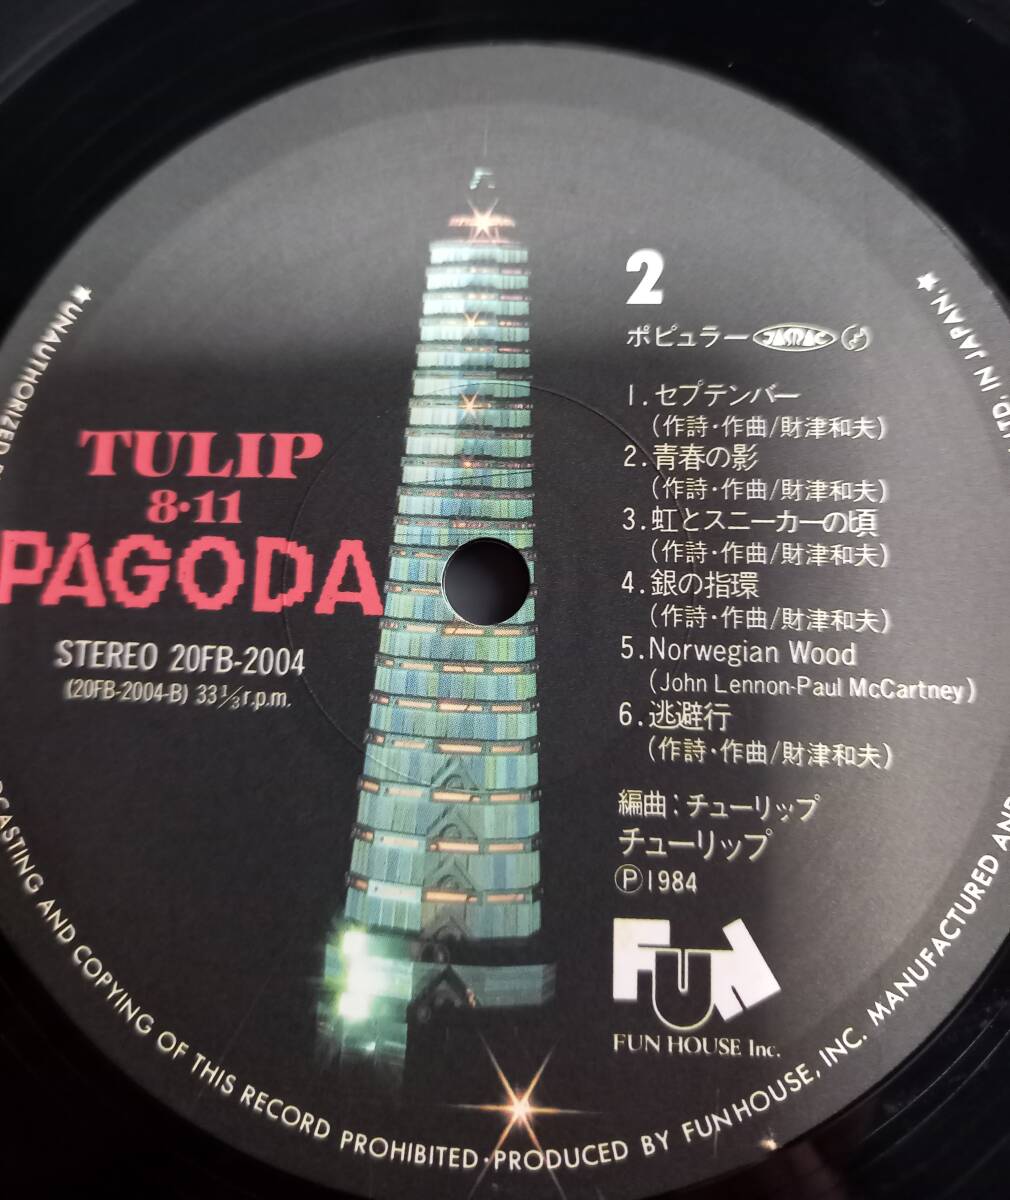 TULIP
8·11
PAGODA
STEREO 20FB-2004
(20FB-2004-B) 33 1/3 r.p.m.
2
ポピュラー JASRAC
1. セプテンバー
(作詩・作曲/財津和夫)
2. 青春の影
(作詩・作曲/財津和夫)
3. 虹とスニーカーの頃
(作詩・作曲/財津和夫)
4. 銀の指環
(作詩・作曲/財津和夫)
5. Norwegian Wood
(John Lennon-Paul McCartney)
6. 逃避行
(作詩・作曲/財津和夫)
編曲：チューリップ
チューリップ
Ⓟ1984
FUN
FUN HOUSE Inc.
★UNAUTHORIZED
CASTING AND COPYING OF THIS RECORD PROHIBITED·PRODUCED BY FUN HOUSE, INC. MANUFACTURED AND
LTD. IN JAPAN.★